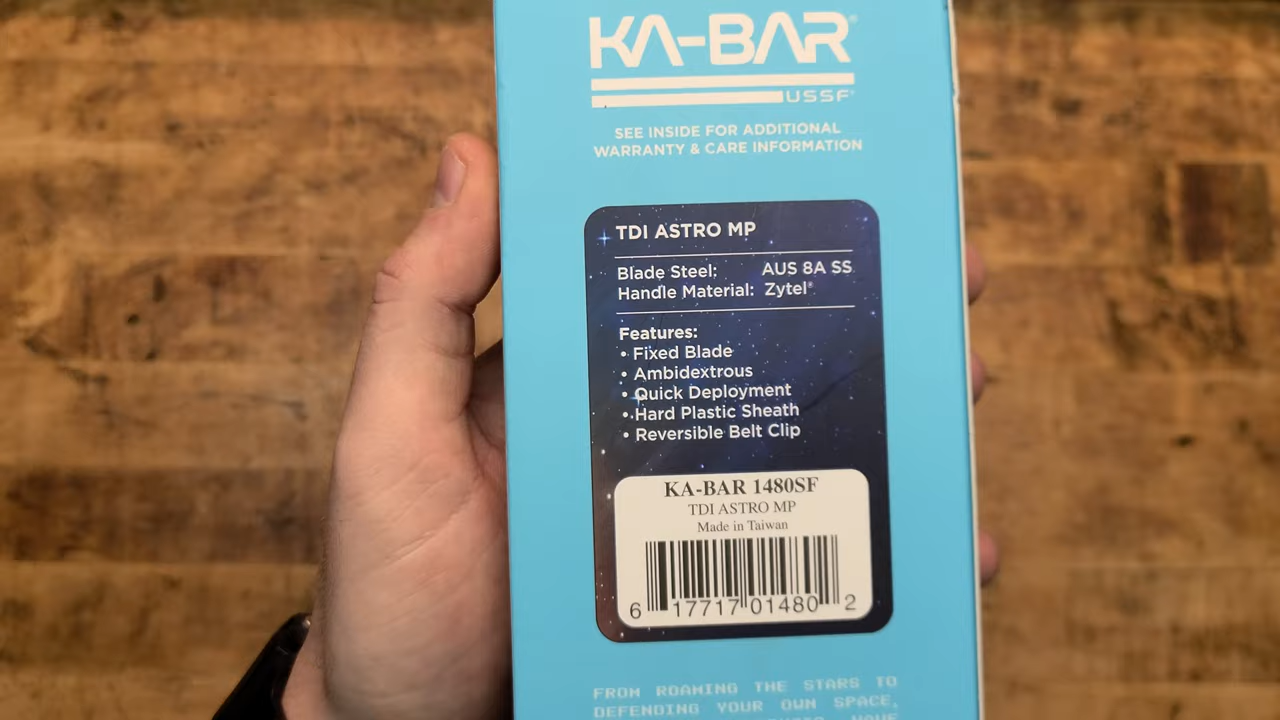 KA-BAR®
USSF®
SEE INSIDE FOR ADDITIONAL
WARRANTY & CARE INFORMATION
TDI ASTRO MP
Blade Steel: AUS 8A SS
Handle Material: Zytel®
Features:
• Fixed Blade
• Ambidextrous
• Quick Deployment
• Hard Plastic Sheath
• Reversible Belt Clip
KA-BAR 1480SF
TDI ASTRO MP
Made in Taiwan
6 17717 01480 2
FROM ROAMING THE STARS TO
DEFENDING YOUR OWN SPACE,